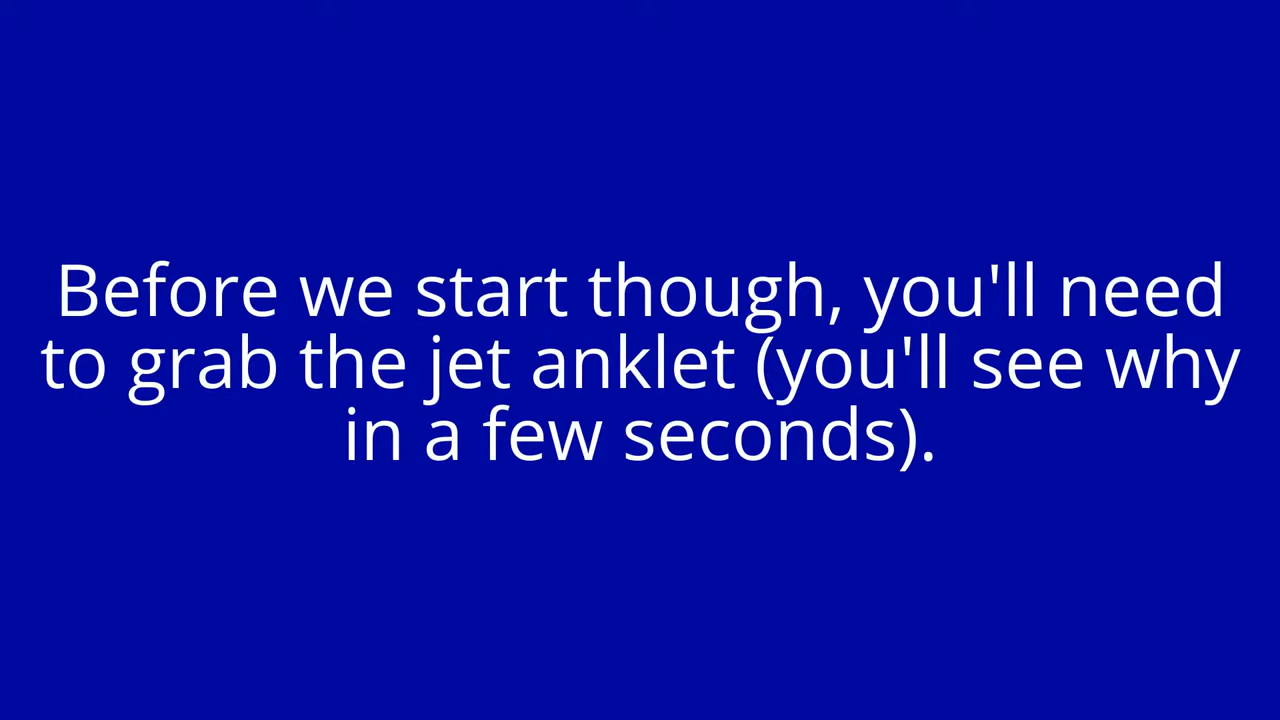 Before we start though, you'll need
to grab the jet anklet (you'll see why
in a few seconds).